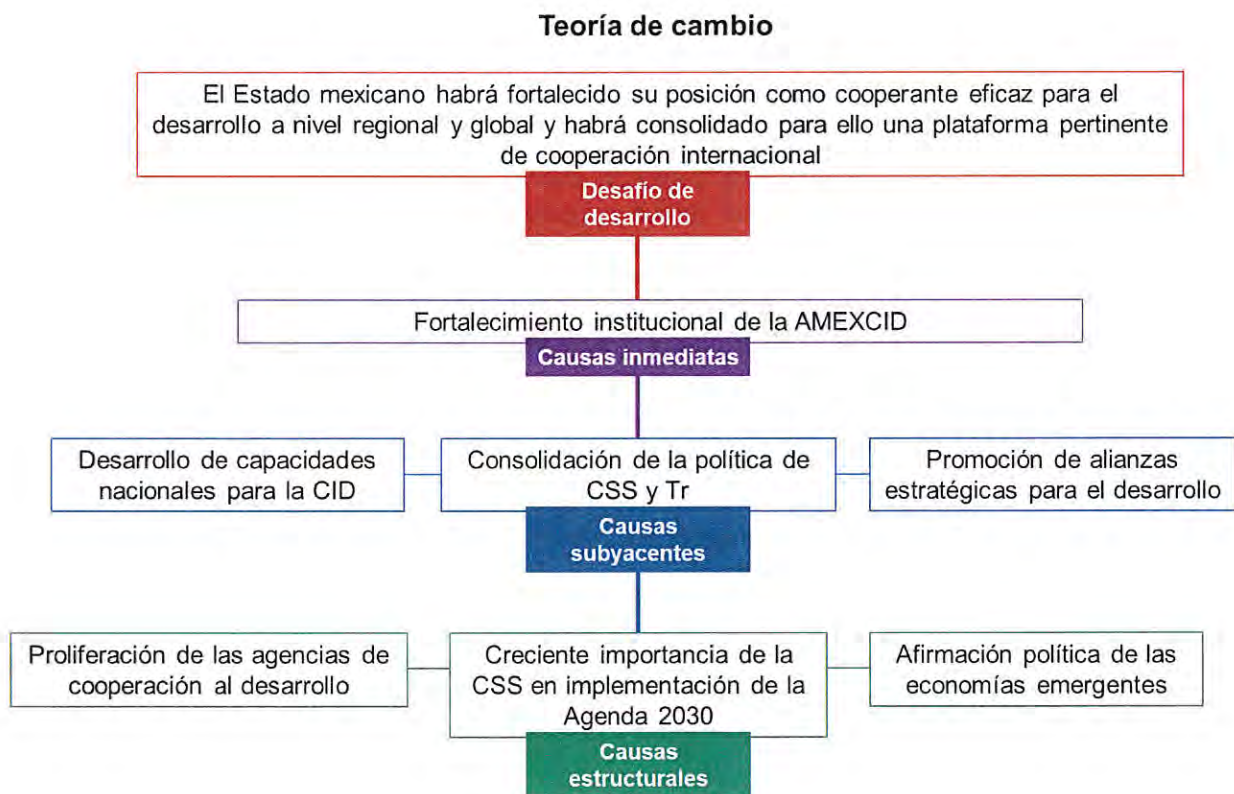 Teoría de cambio
El Estado mexicano habrá fortalecido su posición como cooperante eficaz para el
desarrollo a nivel regional y global y habrá consolidado para ello una plataforma pertinente
de cooperación internacional
Desafío de
desarrollo
Fortalecimiento institucional de la AMEXCID
Causas inmediatas
Desarrollo de capacidades
nacionales para la CID
Consolidación de la política de
CSS y Tr
Promoción de alianzas
estratégicas para el desarrollo
Causas
subyacentes
Proliferación de las agencias de
cooperación al desarrollo
Creciente importancia de la
CSS en implementación de la
Agenda 2030
Afirmación política de las
economías emergentes
Causas
estructurales